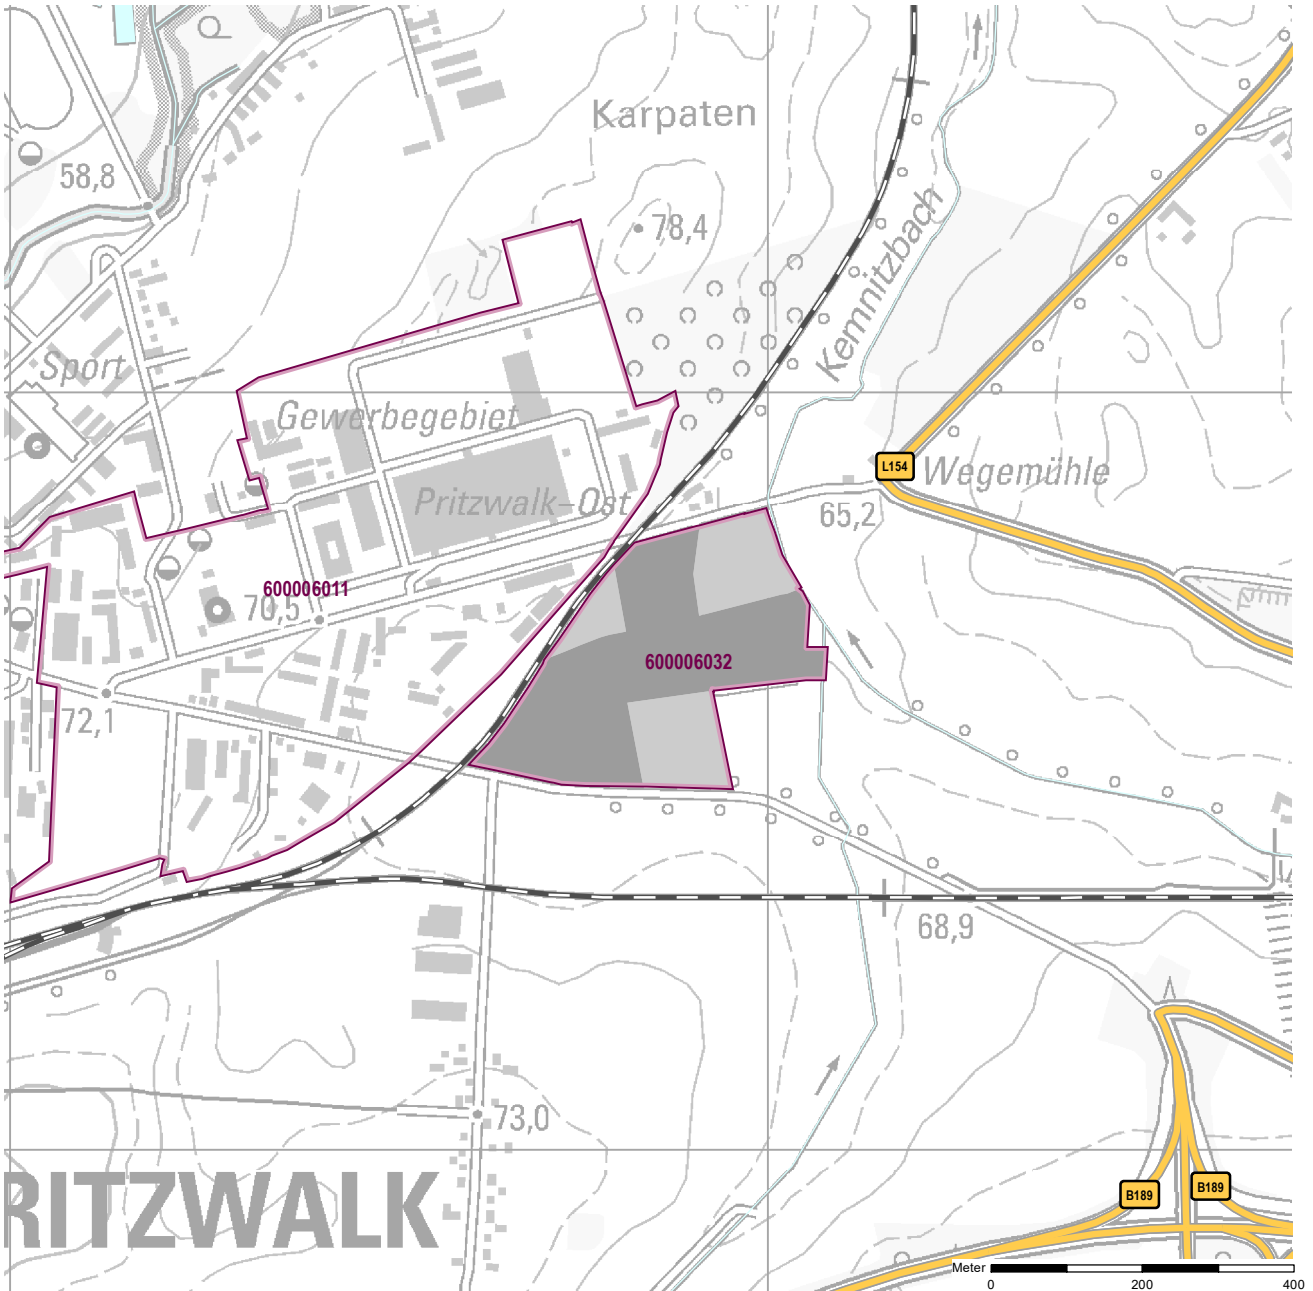 Karpaten
58,8
78,4
Kemnitzbach
Sport
Gewerbegebiet
L154
Wegemühle
Pritzwalk-Ost
65,2
600006011
70,5
600006032
72,1
68,9
73,0
RITZWALK
B189
B189
Meter
0
200
400